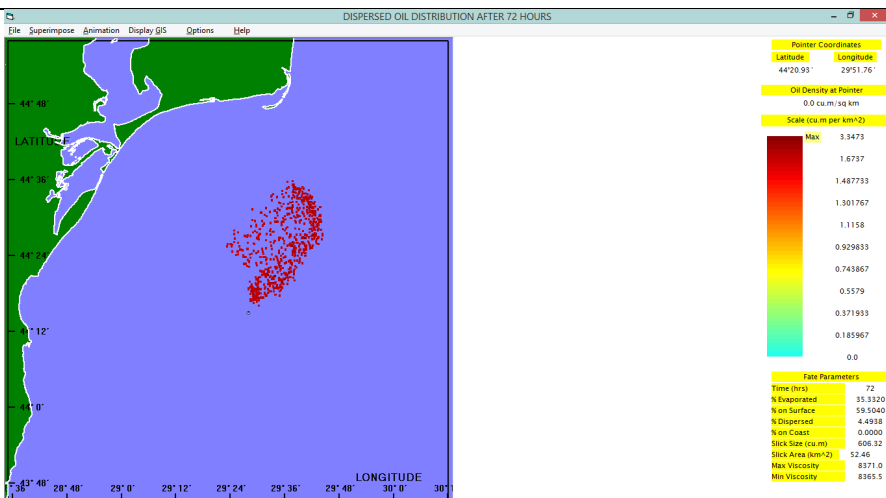 DISPERSED OIL DISTRIBUTION AFTER 72 HOURS
File Superimpose Animation Display GIS Options Help
44° 48'
LATITUDE
44° 36'
44° 24'
44° 12'
44° 0'
43° 48'
LONGITUDE
36' 28° 48' 29° 0' 29° 12' 29° 24' 29° 36' 29° 48' 30° 0' 30°
Pointer Coordinates
Latitude Longitude
44°20.93 ' 29°51.76 '
Oil Density at Pointer
0.0 cu.m/sq km
Scale (cu.m per km^2)
Max 3.3473
1.6737
1.487733
1.301767
1.1158
0.929833
0.743867
0.5579
0.371933
0.185967
0.0
Fate Parameters
Time (hrs) 72
% Evaporated 35.3320
% on Surface 59.5040
% Dispersed 4.4938
% on Coast 0.0000
Slick Size (cu.m) 606.32
Slick Area (km^2) 52.46
Max Viscosity 8371.0
Min Viscosity 8365.5